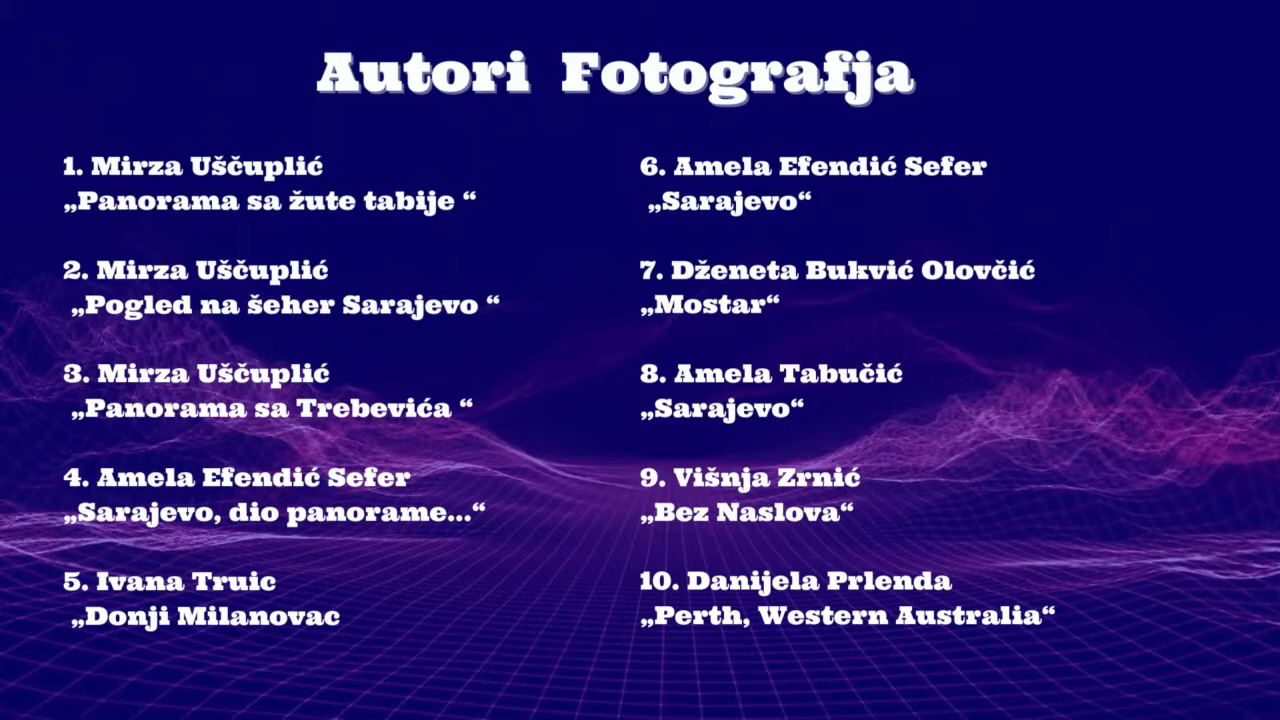 Autori Fotografja
1. Mirza Uščuplić
„Panorama sa žute tabije “
2. Mirza Uščuplić
„Pogled na šeher Sarajevo “
3. Mirza Uščuplić
„Panorama sa Trebevića “
4. Amela Efendić Sefer
„Sarajevo, dio panorame...“
5. Ivana Truic
„Donji Milanovac
6. Amela Efendić Sefer
„Sarajevo“
7. Dženeta Bukvić Olovčić
„Mostar“
8. Amela Tabučić
„Sarajevo“
9. Višnja Zrnić
„Bez Naslova“
10. Danijela Prlenda
„Perth, Western Australia“